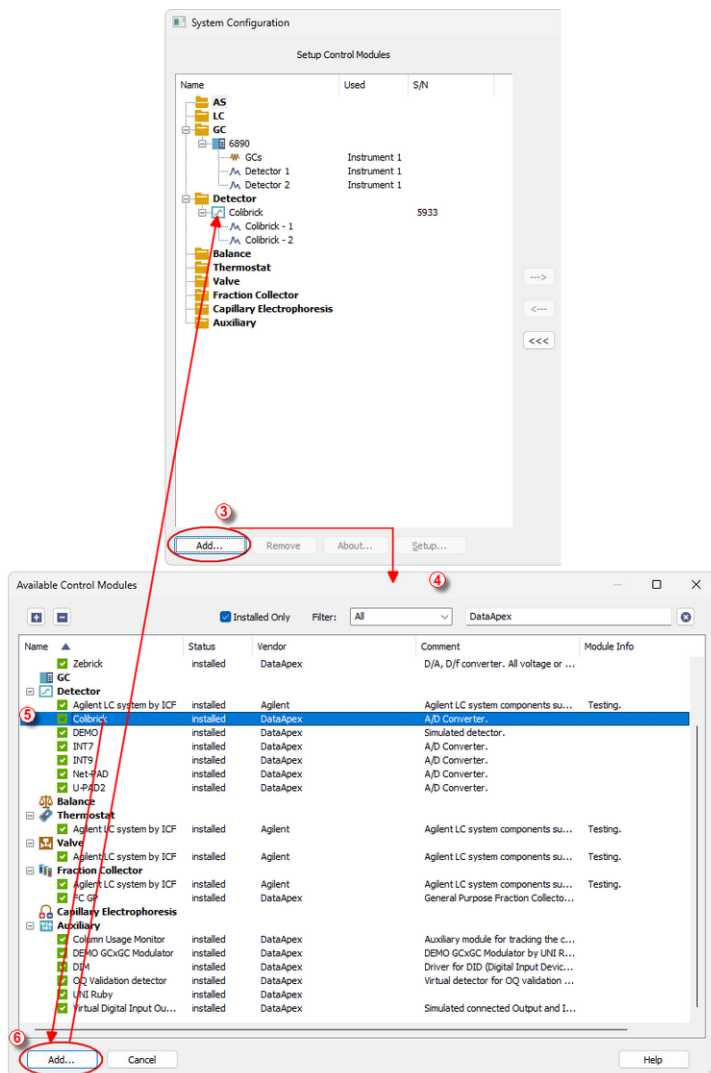 System Configuration
Setup Control Modules
Name Used S/N
AS
LC
GC
6890
GCs Instrument 1
Detector 1 Instrument 1
Detector 2 Instrument 1
Detector
Colibrick 5933
Colibrick - 1
Colibrick - 2
Balance
Thermostat
Valve
Fraction Collector
Capillary Electrophoresis
Auxiliary
--->
<---
<<<
3
Add... Remove About... Setup...
4
Available Control Modules
Installed Only Filter: All DataApex
Name Status Vendor Comment Module Info
Zebrick installed DataApex D/A, D/f converter. All voltage or ...
GC
Detector
Agilent LC system by ICF installed Agilent Agilent LC system components su... Testing.
5
Colibrick installed DataApex A/D Converter.
DEMO installed DataApex Simulated detector.
INT7 installed DataApex A/D Converter.
INT9 installed DataApex A/D Converter.
Net-PAD installed DataApex A/D Converter.
U-PAD2 installed DataApex A/D Converter.
Balance
Thermostat
Agilent LC system by ICF installed Agilent Agilent LC system components su... Testing.
Valve
Agilent LC system by ICF installed Agilent Agilent LC system components su... Testing.
Fraction Collector
Agilent LC system by ICF installed Agilent Agilent LC system components su... Testing.
FC GP installed DataApex General Purpose Fraction Collecto...
Capillary Electrophoresis
Auxiliary
Column Usage Monitor installed DataApex Auxiliary module for tracking the c...
DEMO GCxGC Modulator installed DataApex DEMO GCxGC Modulator by UNI R...
DIM installed DataApex Driver for DID (Digital Input Devic...
OQ Validation detector installed DataApex Virtual detector for OQ validation ...
UNI Ruby installed DataApex
Virtual Digital Input Ou... installed DataApex Simulated connected Output and I...
6
Add... Cancel Help